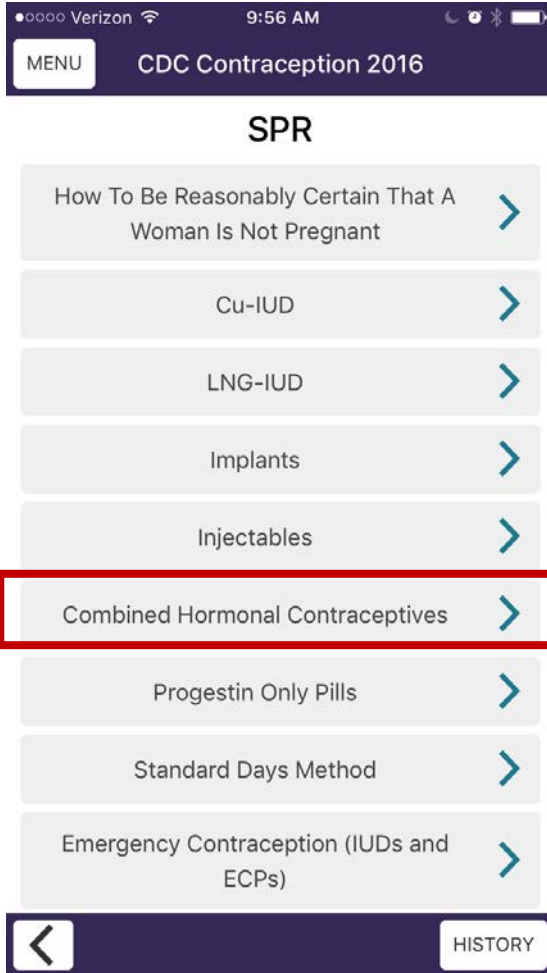 Verizon 9:56 AM
MENU CDC Contraception 2016
SPR
How To Be Reasonably Certain That A
Woman Is Not Pregnant
Cu-IUD
LNG-IUD
Implants
Injectables
Combined Hormonal Contraceptives
Progestin Only Pills
Standard Days Method
Emergency Contraception (IUDs and
ECPs)
HISTORY